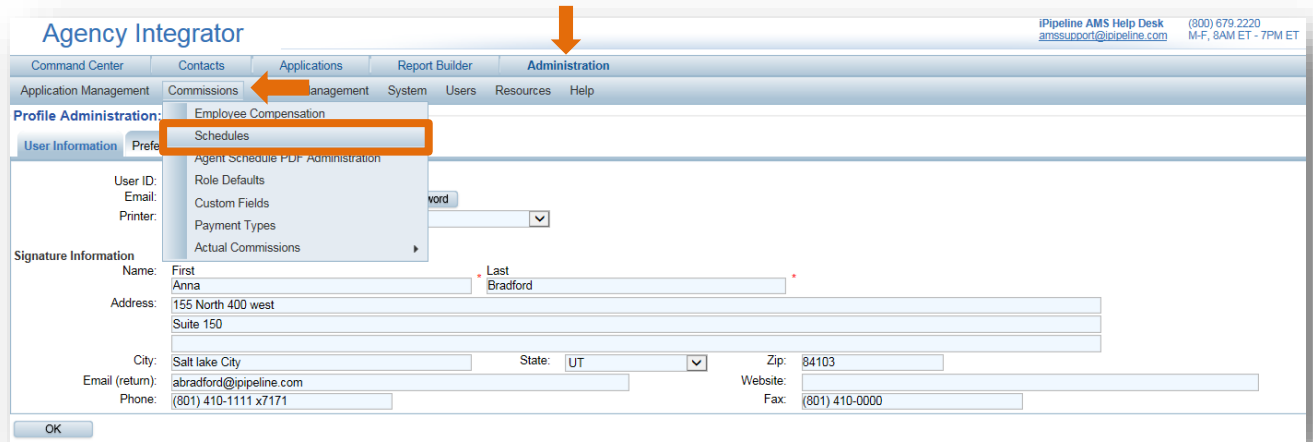 Agency Integrator
iPipeline AMS Help Desk (800) 679.2220
amssupport@ipipeline.com M-F, 8AM ET - 7PM ET
Command Center Contacts Applications Report Builder Administration
Application Management Commissions anagement System Users Resources Help
Profile Administration:
Employee Compensation
Schedules
User Information Prefe
Agent Schedule PDF Administration
User ID: Role Defaults
Email: Custom Fields word
Printer: Payment Types
Actual Commissions
Signature Information
Name: First * Last *
Anna Bradford
Address: 155 North 400 west
Suite 150
City: Salt lake City State: UT Zip: 84103
Email (return): abradford@ipipeline.com Website:
Phone: (801) 410-1111 x7171 Fax: (801) 410-0000
OK